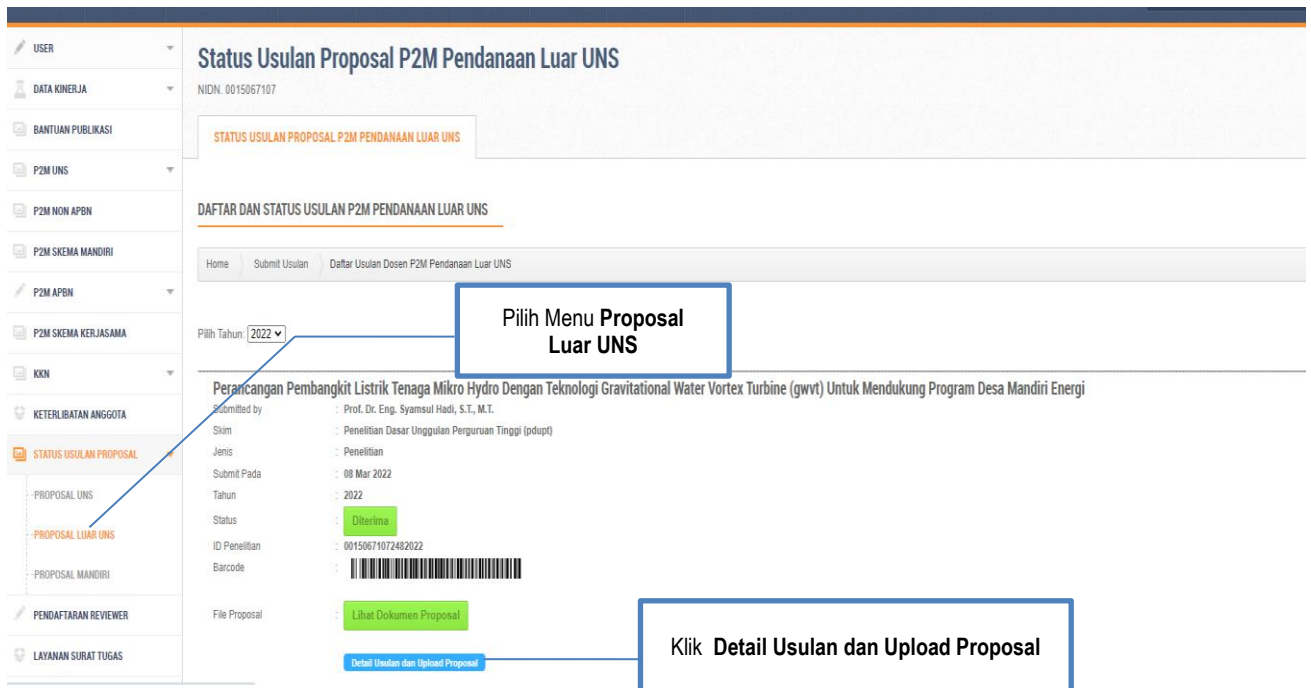 USER
DATA KINERJA
BANTUAN PUBLIKASI
P2M UNS
P2M NON APBN
P2M SKEMA MANDIRI
P2M APBN
P2M SKEMA KERJASAMA
KKN
KETERLIBATAN ANGGOTA
STATUS USULAN PROPOSAL
PROPOSAL UNS
PROPOSAL LUAR UNS
PROPOSAL MANDIRI
PENDAFTARAN REVIEWER
LAYANAN SURAT TUGAS
Status Usulan Proposal P2M Pendanaan Luar UNS
NIDN. 0015067107
STATUS USULAN PROPOSAL P2M PENDANAAN LUAR UNS
DAFTAR DAN STATUS USULAN P2M PENDANAAN LUAR UNS
Home Submit Usulan Daftar Usulan Dosen P2M Pendanaan Luar UNS
Pilih Menu Proposal
Luar UNS
Pilih Tahun: 2022
Perancangan Pembangkit Listrik Tenaga Mikro Hydro Dengan Teknologi Gravitational Water Vortex Turbine (gwvt) Untuk Mendukung Program Desa Mandiri Energi
Submitted by : Prof. Dr. Eng. Syamsul Hadi, S.T., M.T.
Skim : Penelitian Dasar Unggulan Perguruan Tinggi (pdupt)
Jenis : Penelitian
Submit Pada : 08 Mar 2022
Tahun : 2022
Status : Diterima
ID Penelitian : 00150671072482022
Barcode :
File Proposal : Lihat Dokumen Proposal
Detail Usulan dan Upload Proposal
Klik Detail Usulan dan Upload Proposal